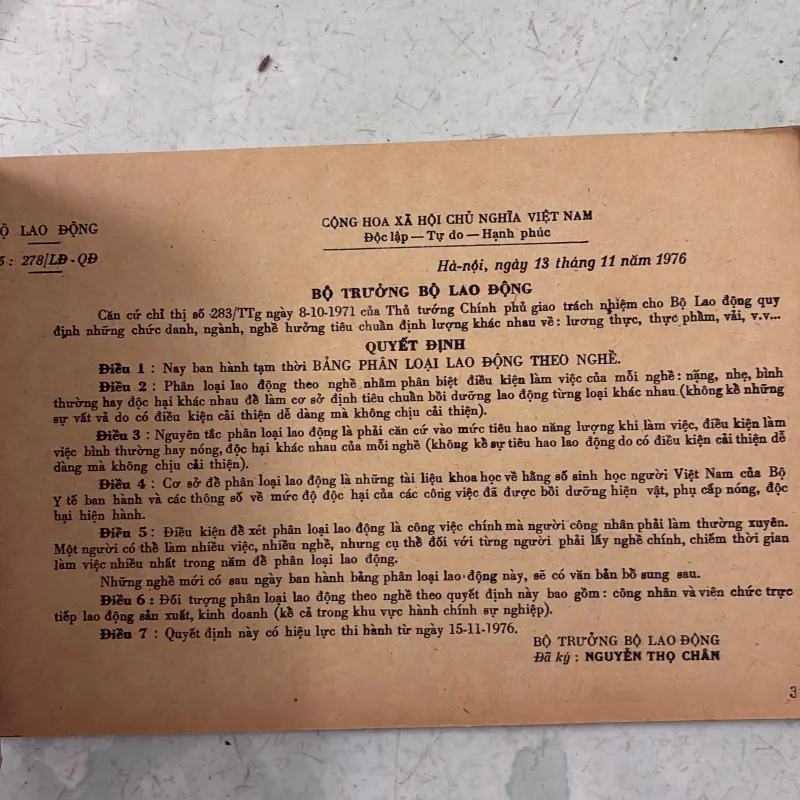 Ộ LAO ĐỘNG
CỘNG HOA XÃ HỘI CHỦ NGHĨA VIỆT NAM
Độc lập — Tự do — Hạnh phúc
ố : 278/LĐ - QĐ
Hà-nội, ngày 13 tháng 11 năm 1976
BỘ TRƯỞNG BỘ LAO ĐỘNG
Căn cứ chỉ thị số 283/TTg ngày 8-10-1971 của Thủ tướng Chính phủ giao trách nhiệm cho Bộ Lao động quy
định những chức danh, ngành, nghề hưởng tiêu chuẩn định lượng khác nhau về : lương thực, thực phẩm, vải, v.v...
QUYẾT ĐỊNH
Điều 1 : Nay ban hành tạm thời BẢNG PHÂN LOẠI LAO ĐỘNG THEO NGHỀ.
Điều 2 : Phân loại lao động theo nghề nhằm phân biệt điều kiện làm việc của mỗi nghề : nặng, nhẹ, bình
thường hay độc hại khác nhau để làm cơ sở định tiêu chuẩn bồi dưỡng lao động từng loại khác nhau (không kể những
sự vất vả do có điều kiện cải thiện dễ dàng mà không chịu cải thiện).
Điều 3 : Nguyên tắc phân loại lao động là phải căn cứ vào mức tiêu hao năng lượng khi làm việc, điều kiện làm
việc bình thường hay nóng, độc hại khác nhau của mỗi nghề (không kể sự tiêu hao lao động do có điều kiện cải thiện dễ
dàng mà không chịu cải thiện).
Điều 4 : Cơ sở để phân loại lao động là những tài liệu khoa học về hằng số sinh học người Việt Nam của Bộ
Y tế ban hành và các thông số về mức độ độc hại của các công việc đã được bồi dưỡng hiện vật, phụ cấp nóng, độc
hại hiện hành.
Điều 5 : Điều kiện để xét phân loại lao động là công việc chính mà người công nhân phải làm thường xuyên.
Một người có thể làm nhiều việc, nhiều nghề, nhưng cụ thể đối với từng người phải lấy nghề chính, chiếm thời gian
làm việc nhiều nhất trong năm để phân loại lao động.
Những nghề mới có sau ngày ban hành bảng phân loại lao động này, sẽ có văn bản bổ sung sau.
Điều 6 : Đối tượng phân loại lao động theo nghề theo quyết định này bao gồm : công nhân và viên chức trực
tiếp lao động sản xuất, kinh doanh (kể cả trong khu vực hành chính sự nghiệp).
Điều 7 : Quyết định này có hiệu lực thi hành từ ngày 15-11-1976.
BỘ TRƯỞNG BỘ LAO ĐỘNG
Đã ký : NGUYỄN THỌ CHÂN
3